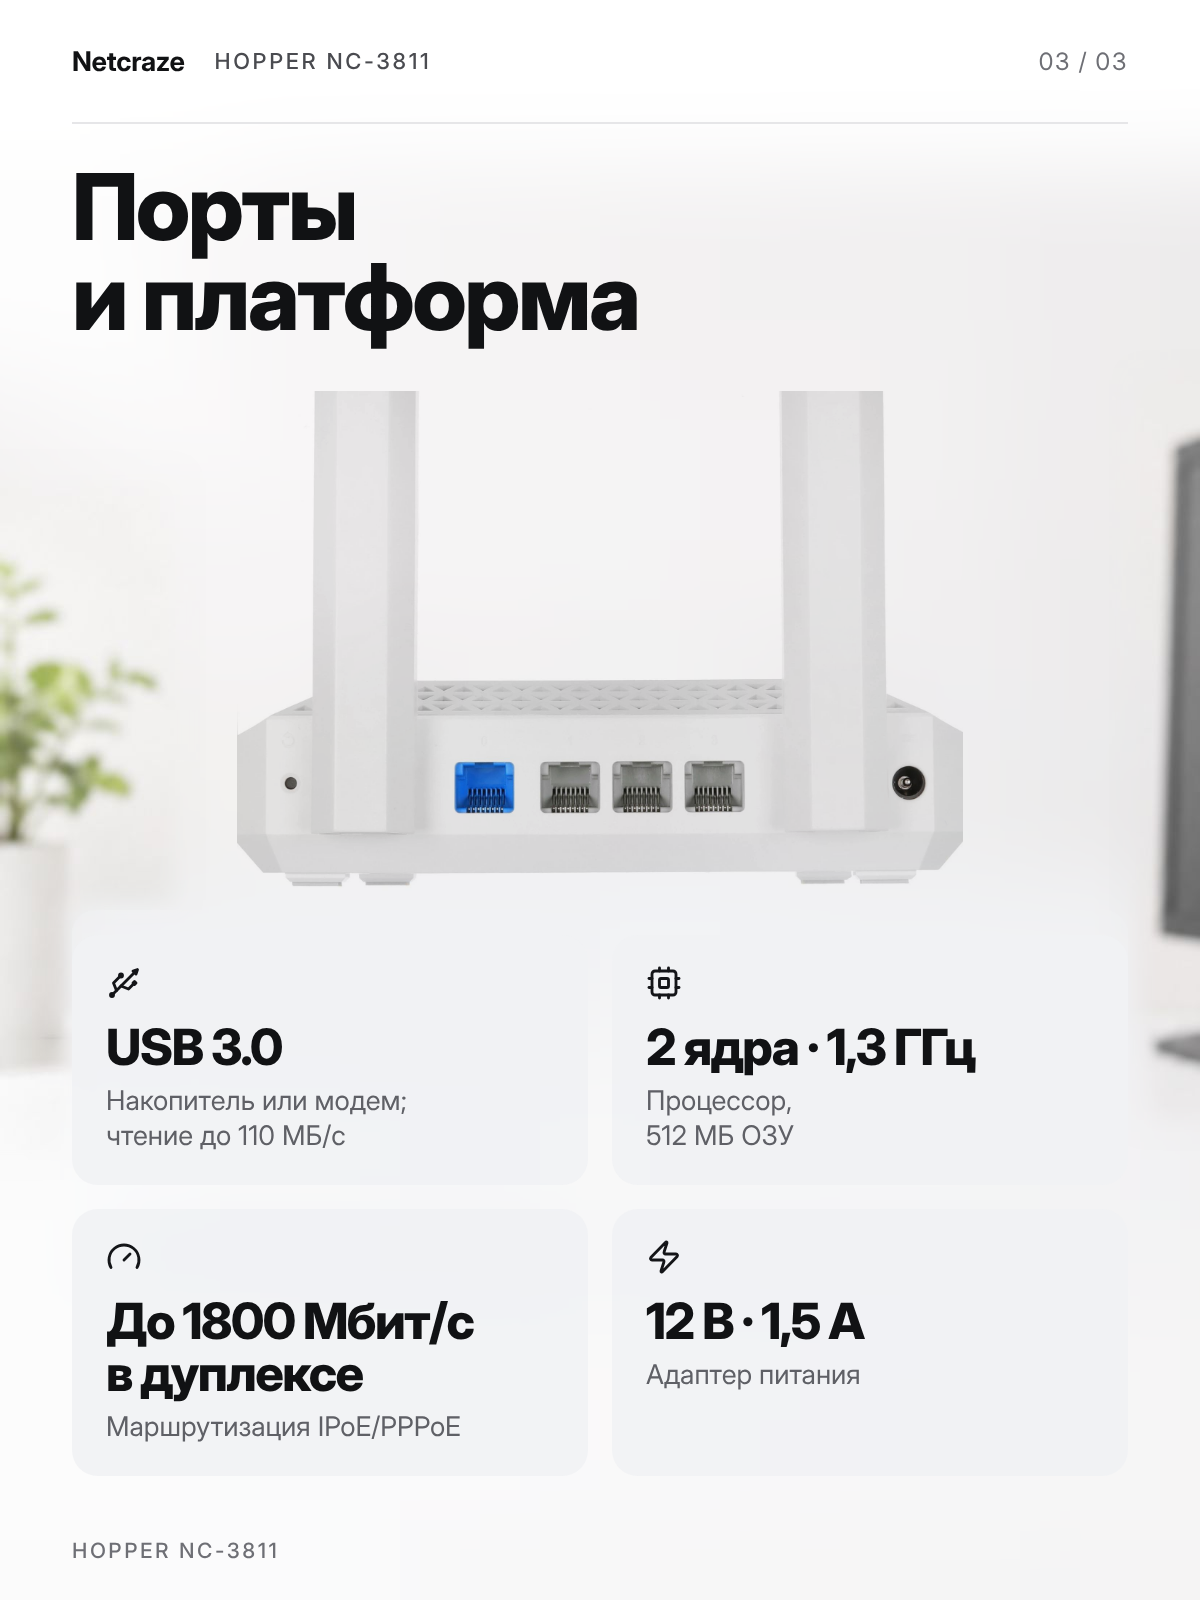 Netcraze HOPPER NC-3811 03 / 03
Порты
и платформа
USB 3.0
Накопитель или модем;
чтение до 110 МБ/с
2 ядра · 1,3 ГГц
Процессор,
512 МБ ОЗУ
До 1800 Мбит/с
в дуплексе
Маршрутизация IPoE/PPPoE
12 В · 1,5 А
Адаптер питания
HOPPER NC-3811